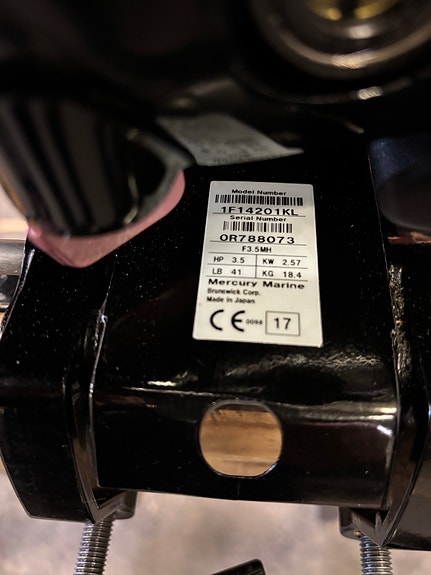 Model Number
1F14201KL
Serial Number
0R788073
F3.5MH
HP 3.5 KW 2.57
LB 41 KG 18.4
Mercury Marine
Brunswick Corp.
Made in Japan
CE 0098 17